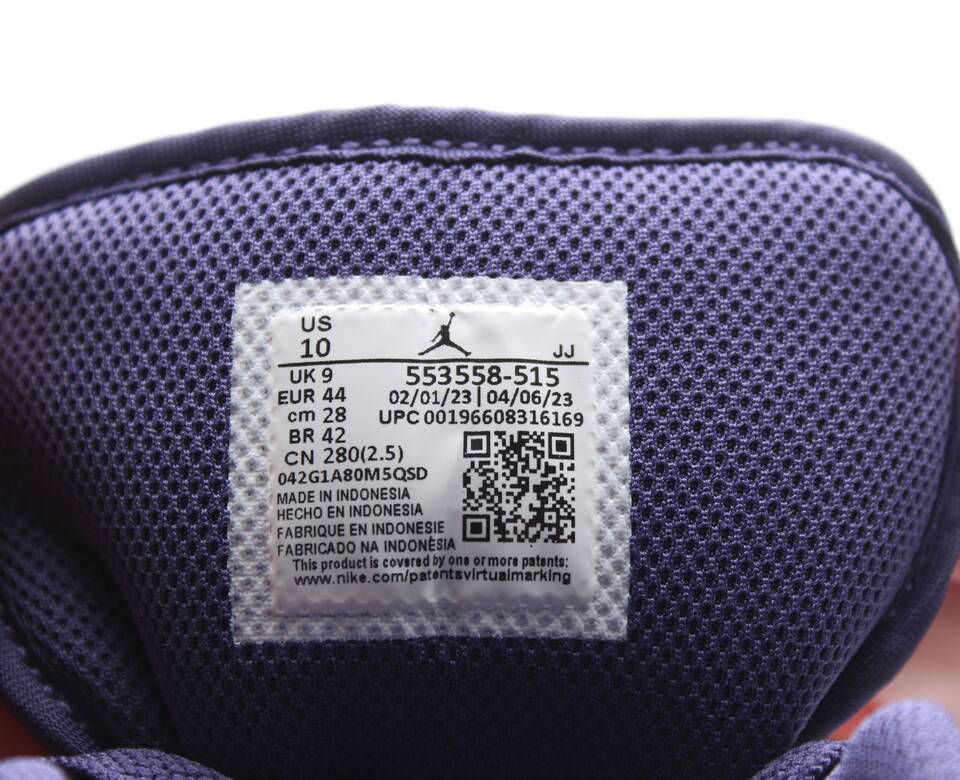 US
10
JJ
UK 9
553558-515
EUR 44
02/01/23 | 04/06/23
cm 28
UPC 00196608316169
BR 42
CN 280(2.5)
042G1A80M5QSD
MADE IN INDONESIA
HECHO EN INDONESIA
FABRIQUE EN INDONESIE
FABRICADO NA INDONÉSIA
This product is covered by one or more patents:
www.nike.com/patentsvirtualmarking